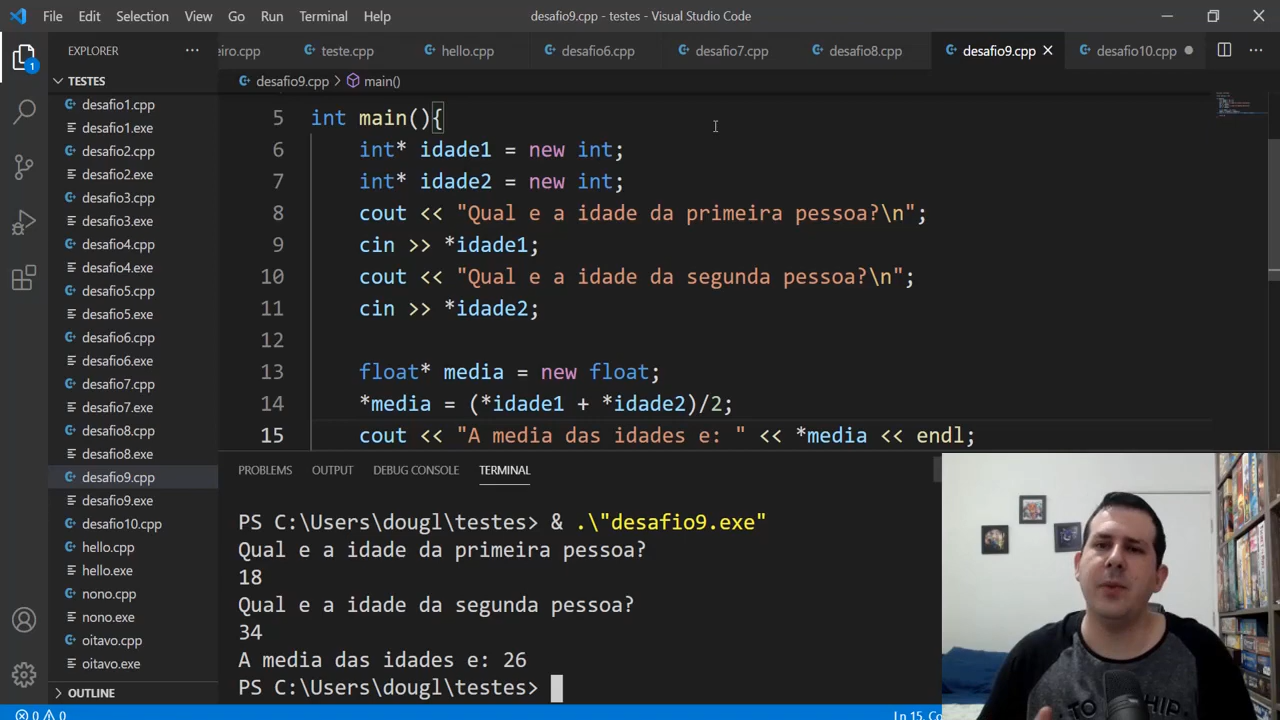 File Edit Selection View Go Run Terminal Help
desafio9.cpp - testes - Visual Studio Code
EXPLORER
eiro.cpp teste.cpp hello.cpp desafio6.cpp desafio7.cpp desafio8.cpp desafio9.cpp desafio10.cpp
desafio9.cpp > main()
1
TESTES
desafio1.cpp
desafio1.exe
desafio2.cpp
desafio2.exe
desafio3.cpp
desafio3.exe
desafio4.cpp
desafio4.exe
desafio5.cpp
desafio5.exe
desafio6.cpp
desafio6.exe
desafio7.cpp
desafio7.exe
desafio8.cpp
desafio8.exe
desafio9.cpp
desafio9.exe
desafio10.cpp
hello.cpp
hello.exe
nono.cpp
nono.exe
oitavo.cpp
oitavo.exe
OUTLINE
5 int main(){
6 int* idade1 = new int;
7 int* idade2 = new int;
8 cout << "Qual e a idade da primeira pessoa?\n";
9 cin >> *idade1;
10 cout << "Qual e a idade da segunda pessoa?\n";
11 cin >> *idade2;
12
13 float* media = new float;
14 *media = (*idade1 + *idade2)/2;
15 cout << "A media das idades e: " << *media << endl;
PROBLEMS OUTPUT DEBUG CONSOLE TERMINAL
PS C:\Users\dougl\testes> & .\"desafio9.exe"
Qual e a idade da primeira pessoa?
18
Qual e a idade da segunda pessoa?
34
A media das idades e: 26
PS C:\Users\dougl\testes>
0 0
Ln 15, Co